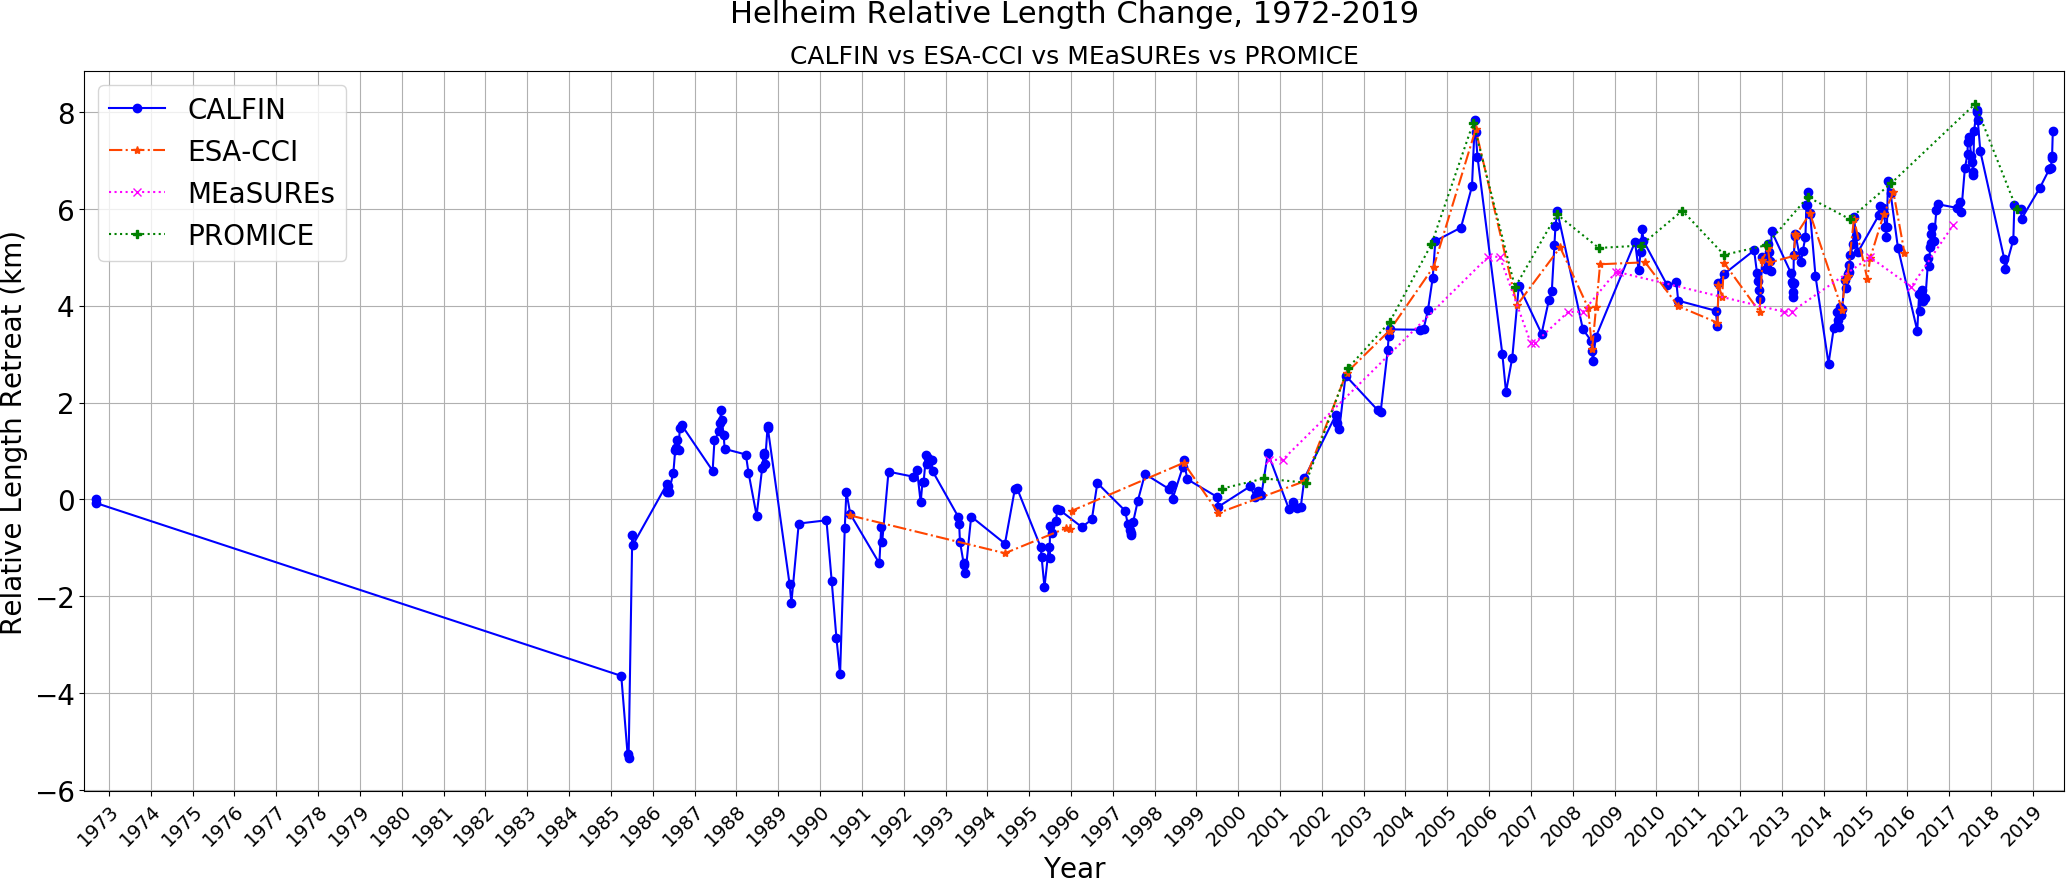 Helheim Relative Length Change, 1972-2019
CALFIN vs ESA-CCI vs MEaSUREs vs PROMICE
CALFIN
ESA-CCI
MEaSUREs
PROMICE
Relative Length Retreat (km)
8
6
4
2
0
−2
−4
−6
1973 1974 1975 1976 1977 1978 1979 1980 1981 1982 1983 1984 1985 1986 1987 1988 1989 1990 1991 1992 1993 1994 1995 1996 1997 1998 1999 2000 2001 2002 2003 2004 2005 2006 2007 2008 2009 2010 2011 2012 2013 2014 2015 2016 2017 2018 2019
Year